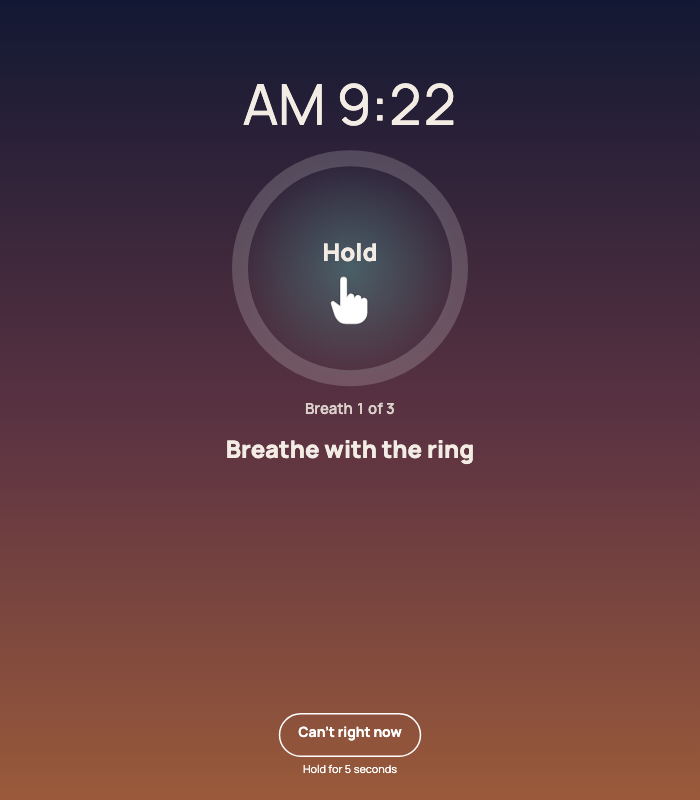 AM 9:22
Hold
Breath 1 of 3
Breathe with the ring
Can't right now
Hold for 5 seconds